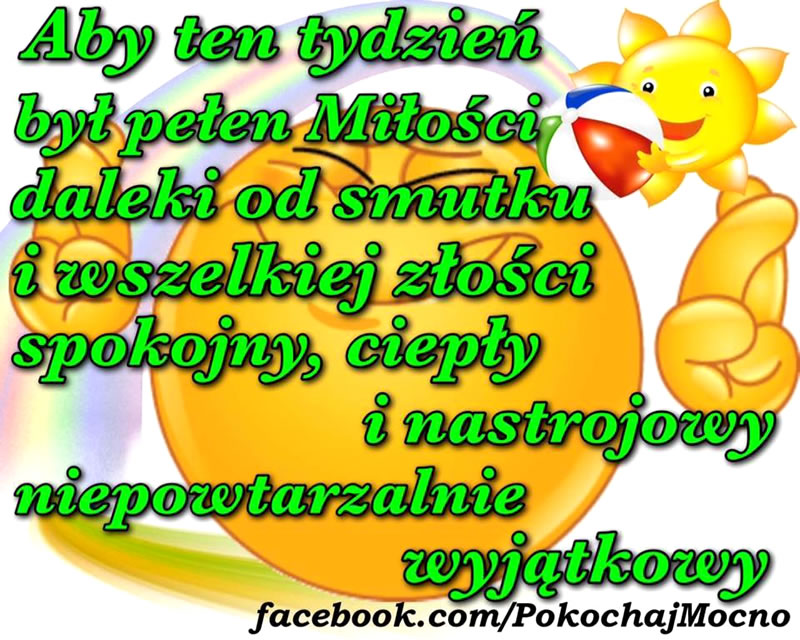 Aby ten tydzień
był pełen Miłości
daleki od smutku
i wszelkiej złości
spokojny, ciepły
i nastrojowy
niepowtarzalnie
wyjątkowy
facebook.com/PokochajMocno